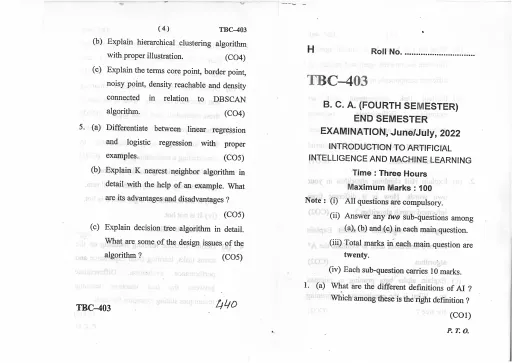 ( 4 ) TBC–403
(b) Explain hierarchical clustering algorithm
with proper illustration. (CO4)
(c) Explain the terms core point, border point,
noisy point, density reachable and density
connected in relation to DBSCAN
algorithm. (CO4)
5. (a) Differentiate between linear regression
and logistic regression with proper
examples. (CO5)
(b) Explain K nearest neighbor algorithm in
detail with the help of an example. What
are its advantages and disadvantages ?
(CO5)
(c) Explain decision tree algorithm in detail.
What are some of the design issues of the
algorithm ? (CO5)
TBC–403
H Roll No. ..............................
TBC–403
B. C. A. (FOURTH SEMESTER)
END SEMESTER
EXAMINATION, June/July, 2022
INTRODUCTION TO ARTIFICIAL
INTELLIGENCE AND MACHINE LEARNING
Time : Three Hours
Maximum Marks : 100
Note : (i) All questions are compulsory.
(ii) Answer any two sub-questions among
(a), (b) and (c) in each main question.
(iii) Total marks in each main question are
twenty.
(iv) Each sub-question carries 10 marks.
1. (a) What are the different definitions of AI ?
Which among these is the right definition ?
(CO1)
P. T. O.